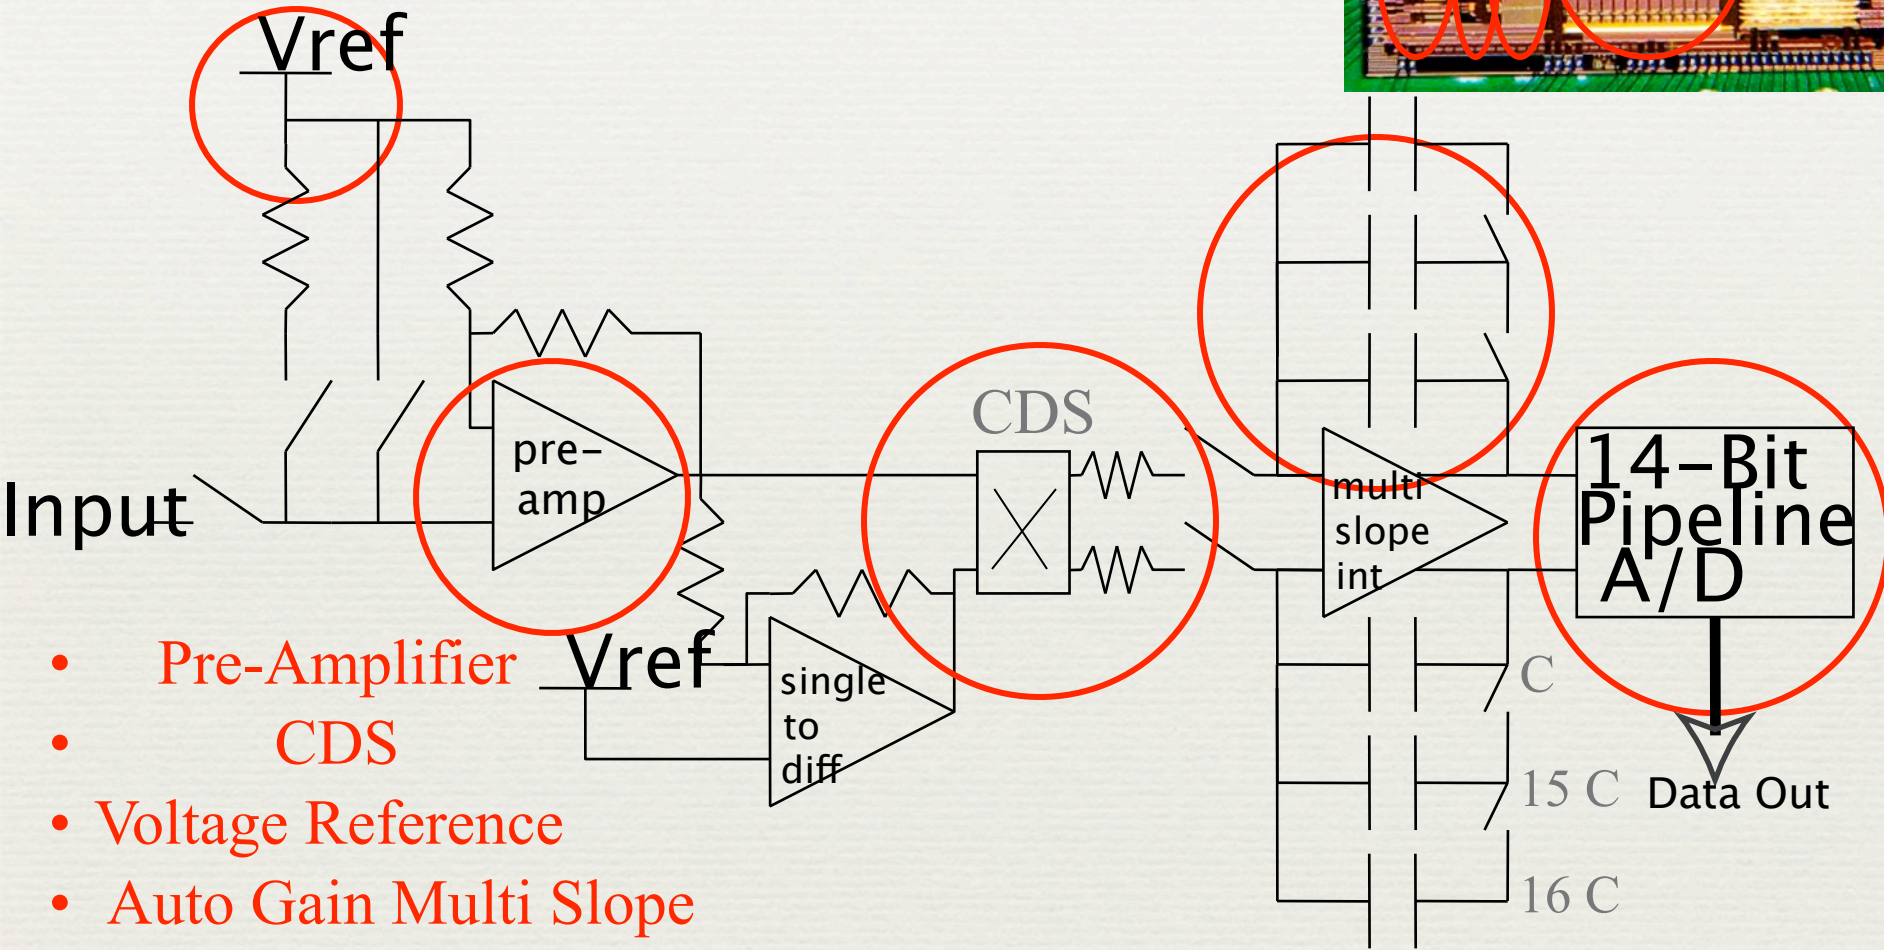 Vref
CDS
pre-
amp
multi
slope
int
14-Bit
Pipeline
A/D
Input
Vref
single
to
diff
C
15 C
16 C
Data Out
• Pre-Amplifier
• CDS
• Voltage Reference
• Auto Gain Multi Slope